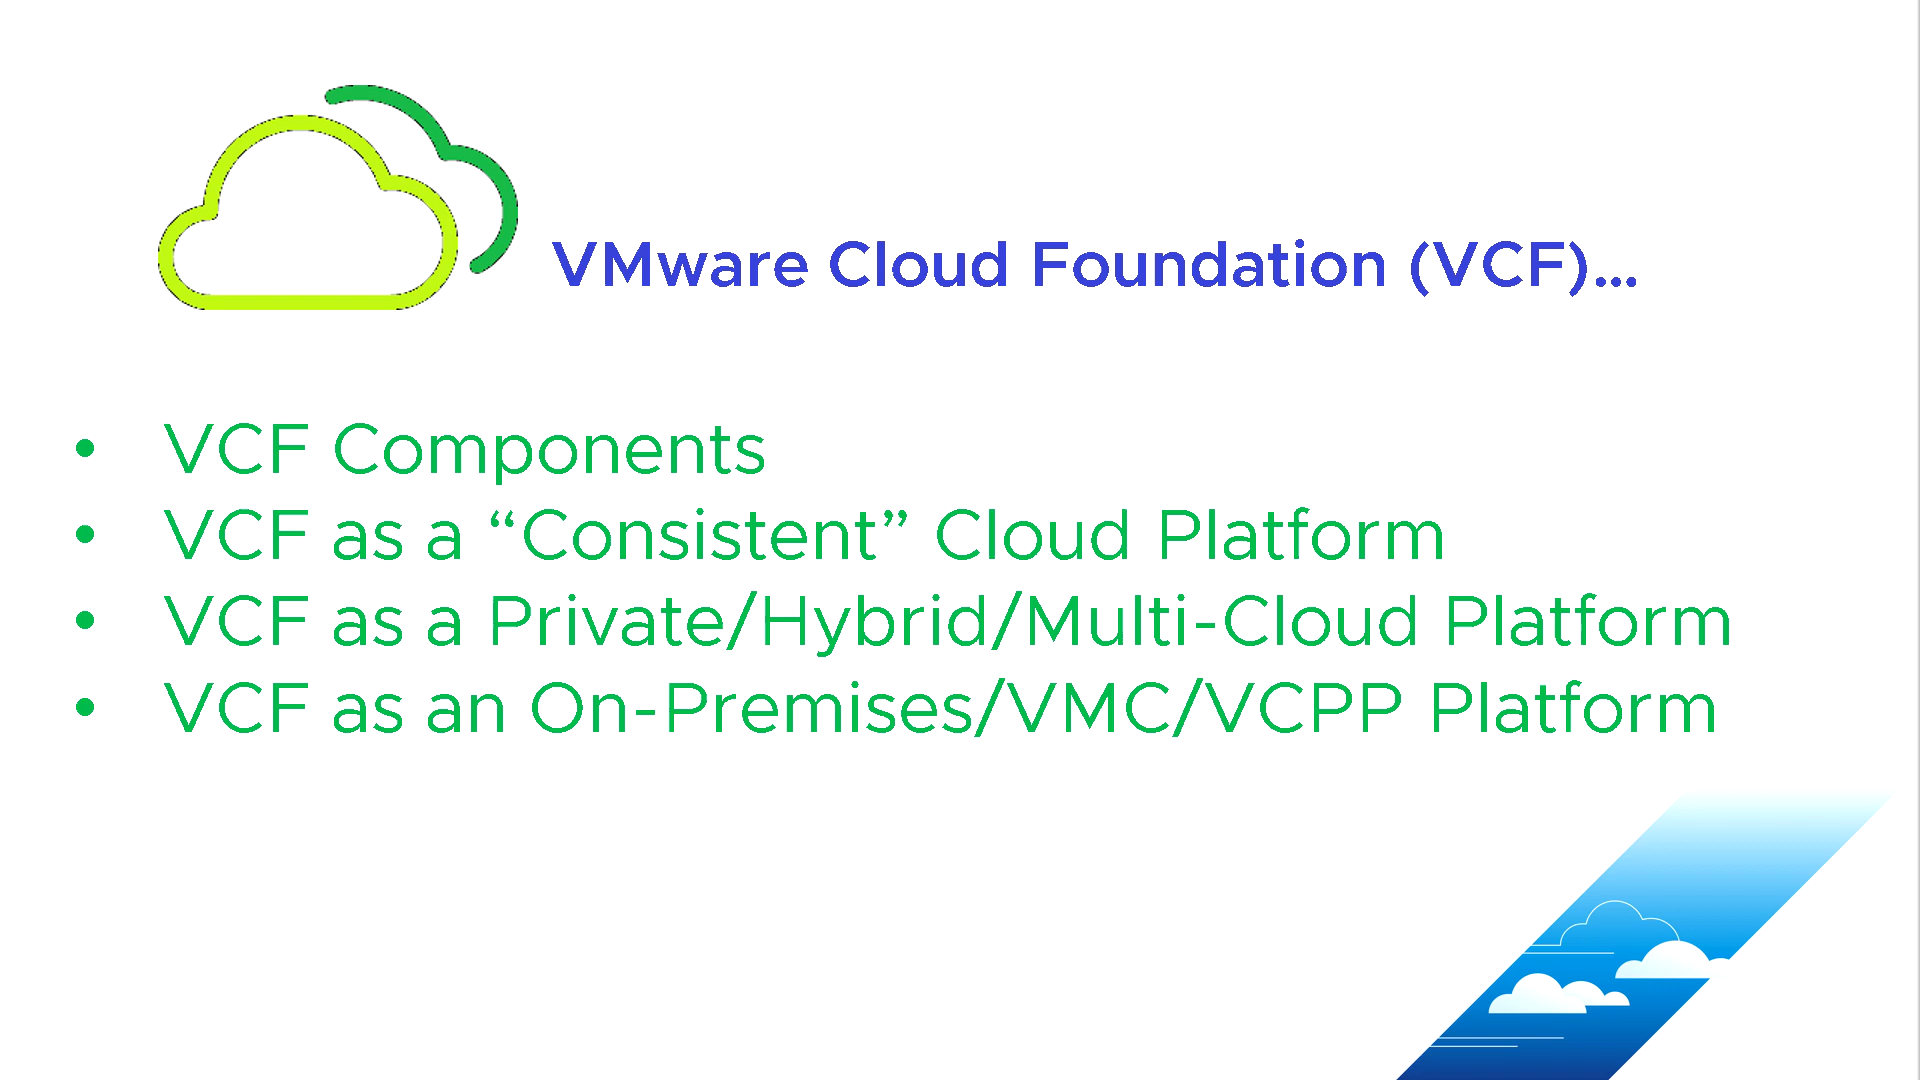 VMware Cloud Foundation (VCF)...
• VCF Components
• VCF as a “Consistent” Cloud Platform
• VCF as a Private/Hybrid/Multi-Cloud Platform
• VCF as an On-Premises/VMC/VCPP Platform